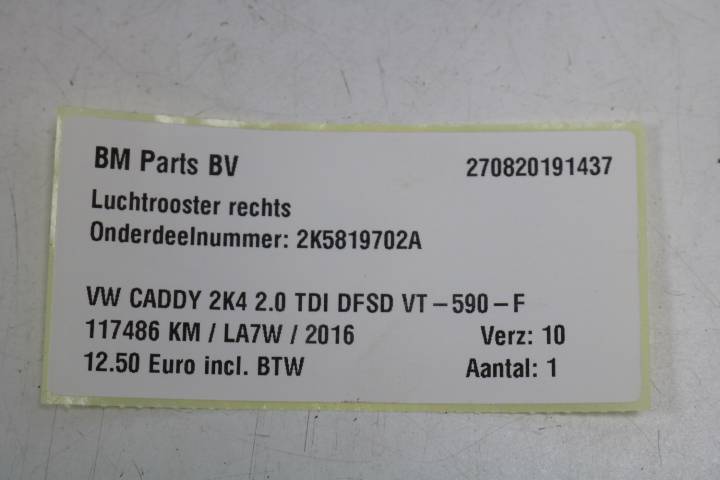 BM Parts BV 270820191437
Luchtrooster rechts
Onderdeelnummer: 2K5819702A
VW CADDY 2K4 2.0 TDI DFSD VT-590-F
117486 KM / LA7W / 2016 Verz: 10
12.50 Euro incl. BTW Aantal: 1